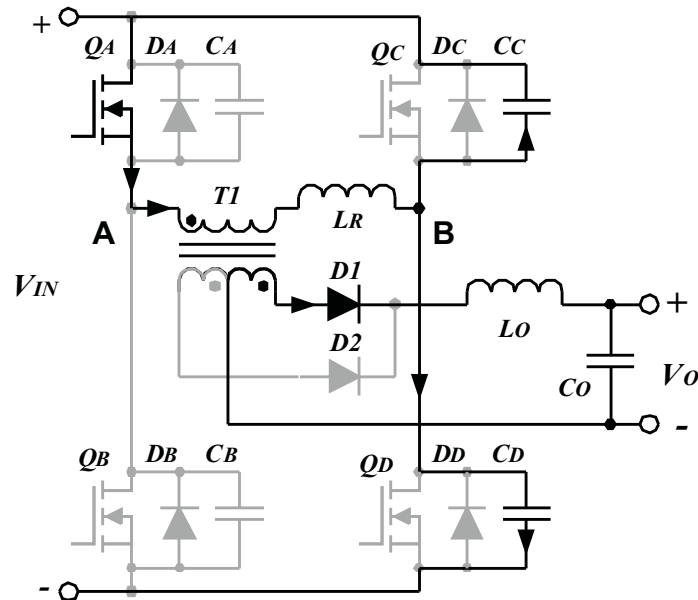 +
QA DA CA QC DC CC
T1
LR
A B
D1
VIN
+
LO
D2
CO VO
-
QB DB CB QD DD CD
-